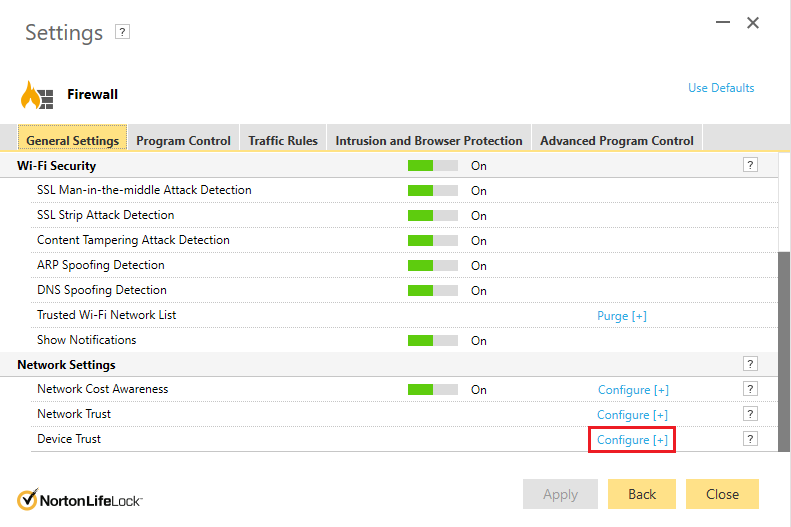 Settings ?
Firewall
Use Defaults
General Settings Program Control Traffic Rules Intrusion and Browser Protection Advanced Program Control
Wi-Fi Security On ?
SSL Man-in-the-middle Attack Detection On
SSL Strip Attack Detection On
Content Tampering Attack Detection On
ARP Spoofing Detection On
DNS Spoofing Detection On
Trusted Wi-Fi Network List Purge [+]
Show Notifications On
Network Settings ?
Network Cost Awareness On Configure [+] ?
Network Trust Configure [+] ?
Device Trust Configure [+] ?
NortonLifeLock Apply Back Close